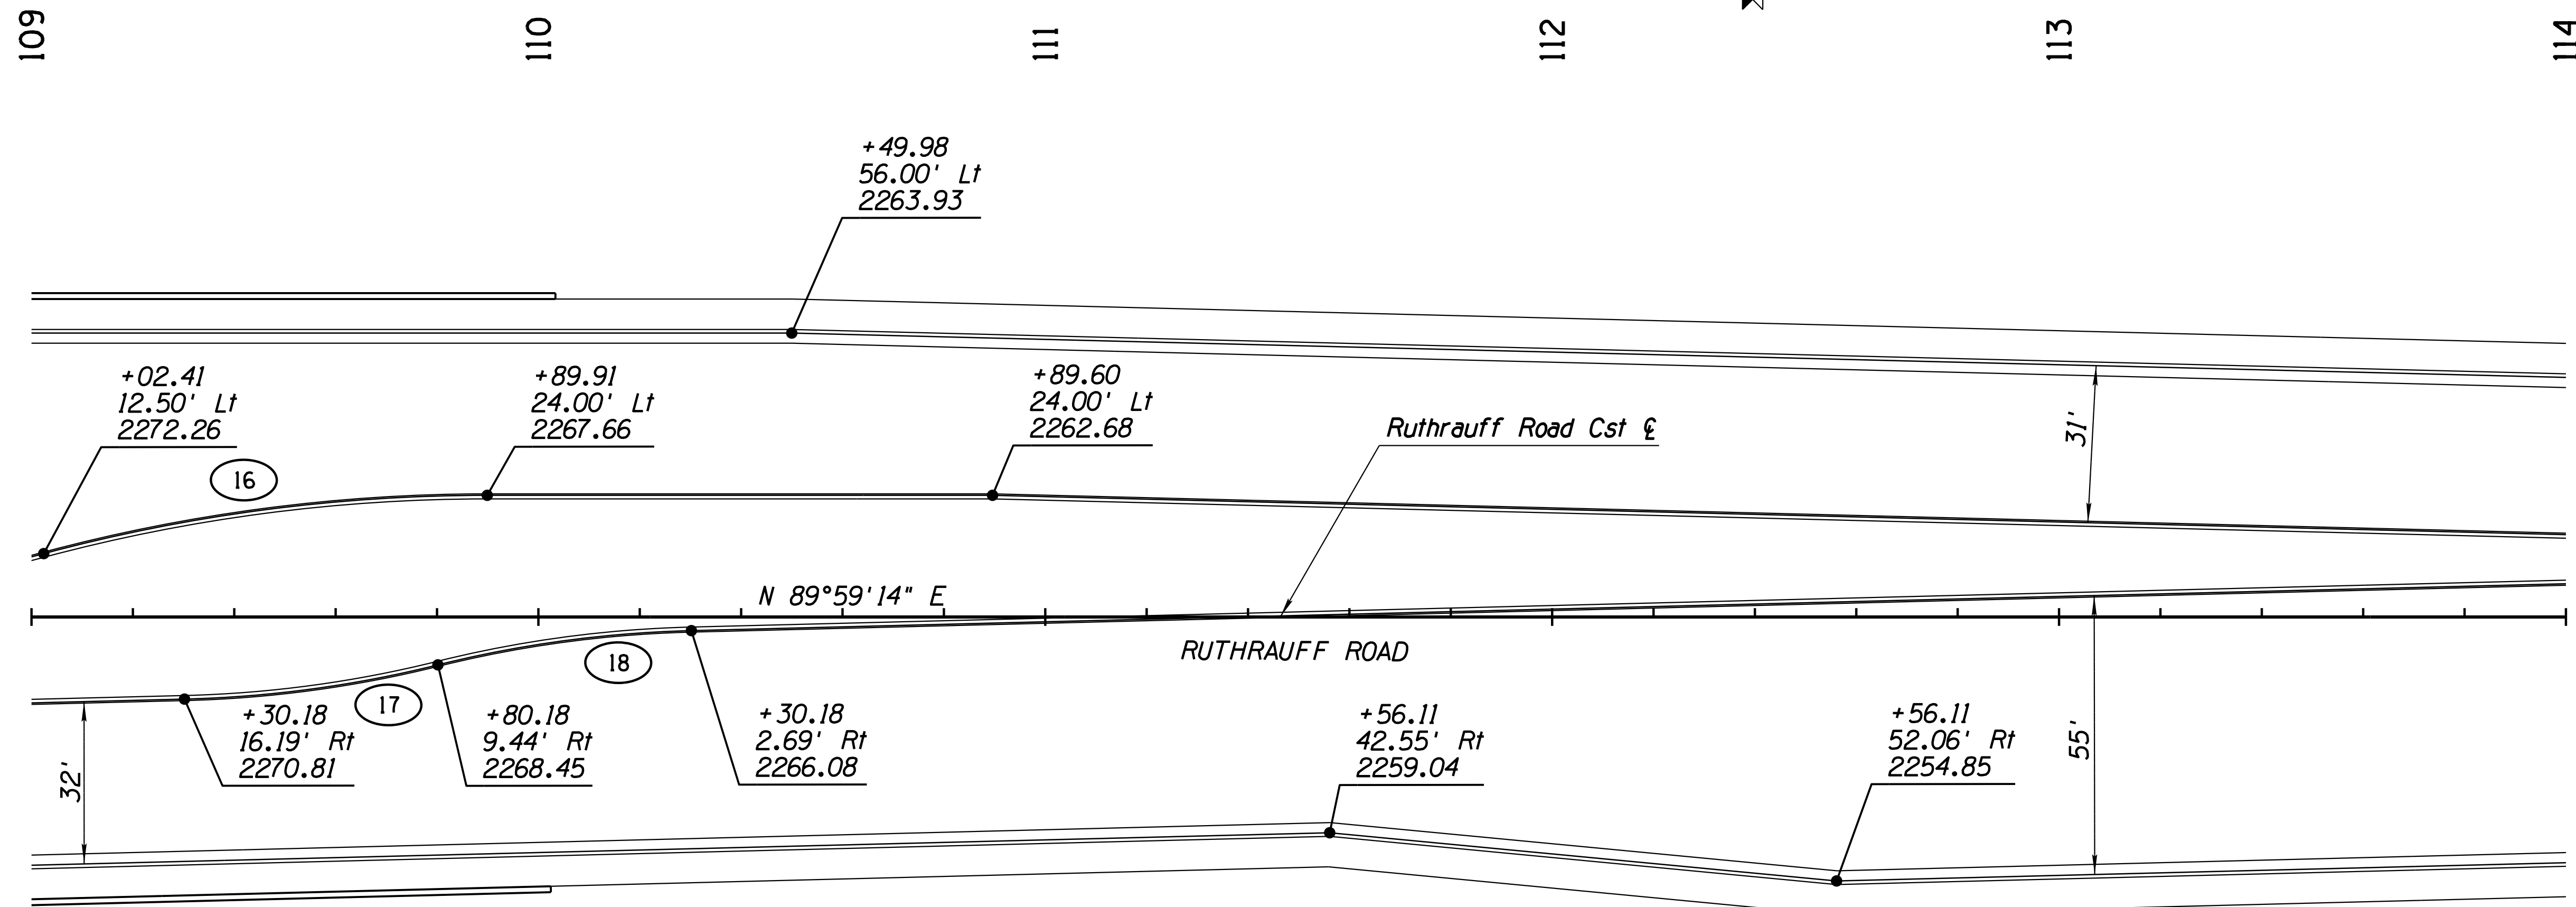 109
110
111
112
113
114
+49.98
56.00' Lt
2263.93
+02.41
12.50' Lt
2272.26
+89.91
24.00' Lt
2267.66
+89.60
24.00' Lt
2262.68
Ruthrauff Road Cst ℄
31'
16
N 89°59'14" E
RUTHRAUFF ROAD
18
17
+30.18
16.19' Rt
2270.81
+80.18
9.44' Rt
2268.45
+30.18
2.69' Rt
2266.08
+56.11
42.55' Rt
2259.04
+56.11
52.06' Rt
2254.85
55'
32'